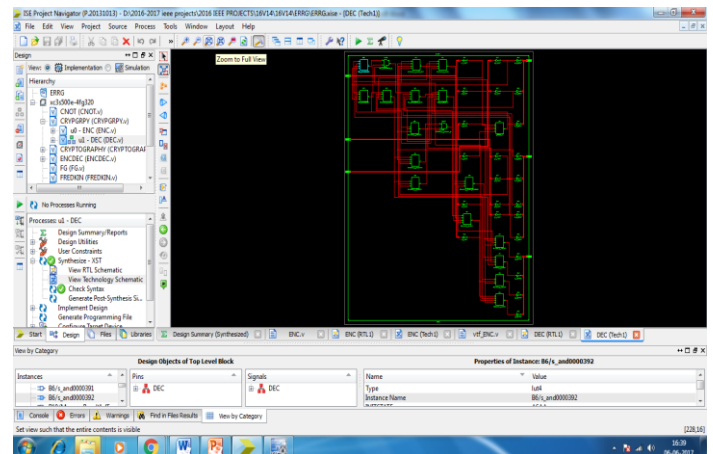 ISE Project Navigator (P.20131013) - D:\2016-2017 ieee projects\2016 IEEE PROJECTS\16V14\16V14\ERRG\ERRG.xise - [DEC (Tech1)]
File Edit View Project Source Process Tools Window Layout Help
Zoom to Full View
Design
View: Implementation Simulation
Hierarchy
ERRG
xc3s500e-4fg320
CNOT (CNOT.v)
CRYPGRPY (CRYPGRPY.v)
u0 - ENC (ENC.v)
u1 - DEC (DEC.v)
CRYPTOGRAPHY (CRYPTOGRAF
ENCDEC (ENCDEC.v)
FG (FG.v)
FREDKIN (FREDKIN.v)
No Processes Running
Processes: u1 - DEC
Design Summary/Reports
Design Utilities
User Constraints
Synthesize - XST
View RTL Schematic
View Technology Schematic
Check Syntax
Generate Post-Synthesis Si...
Implement Design
Generate Programming File
Configure Target Device
Start Design Files Libraries Design Summary (Synthesized) ENC.v ENC (RTL1) ENC (Tech1) vtf_ENC.v DEC (RTL1) DEC (Tech1)
View by Category
Design Objects of Top Level Block Properties of Instance: B6/s_and0000392
Instances Pins Signals Name Value
B6/s_and0000391 DEC DEC Type lut4
B6/s_and0000392 Instance Name B6/s_and0000392
Console Errors Warnings Find in Files Results View by Category
Set view such that the entire contents is visible [228,16]
16:39
06-06-2017